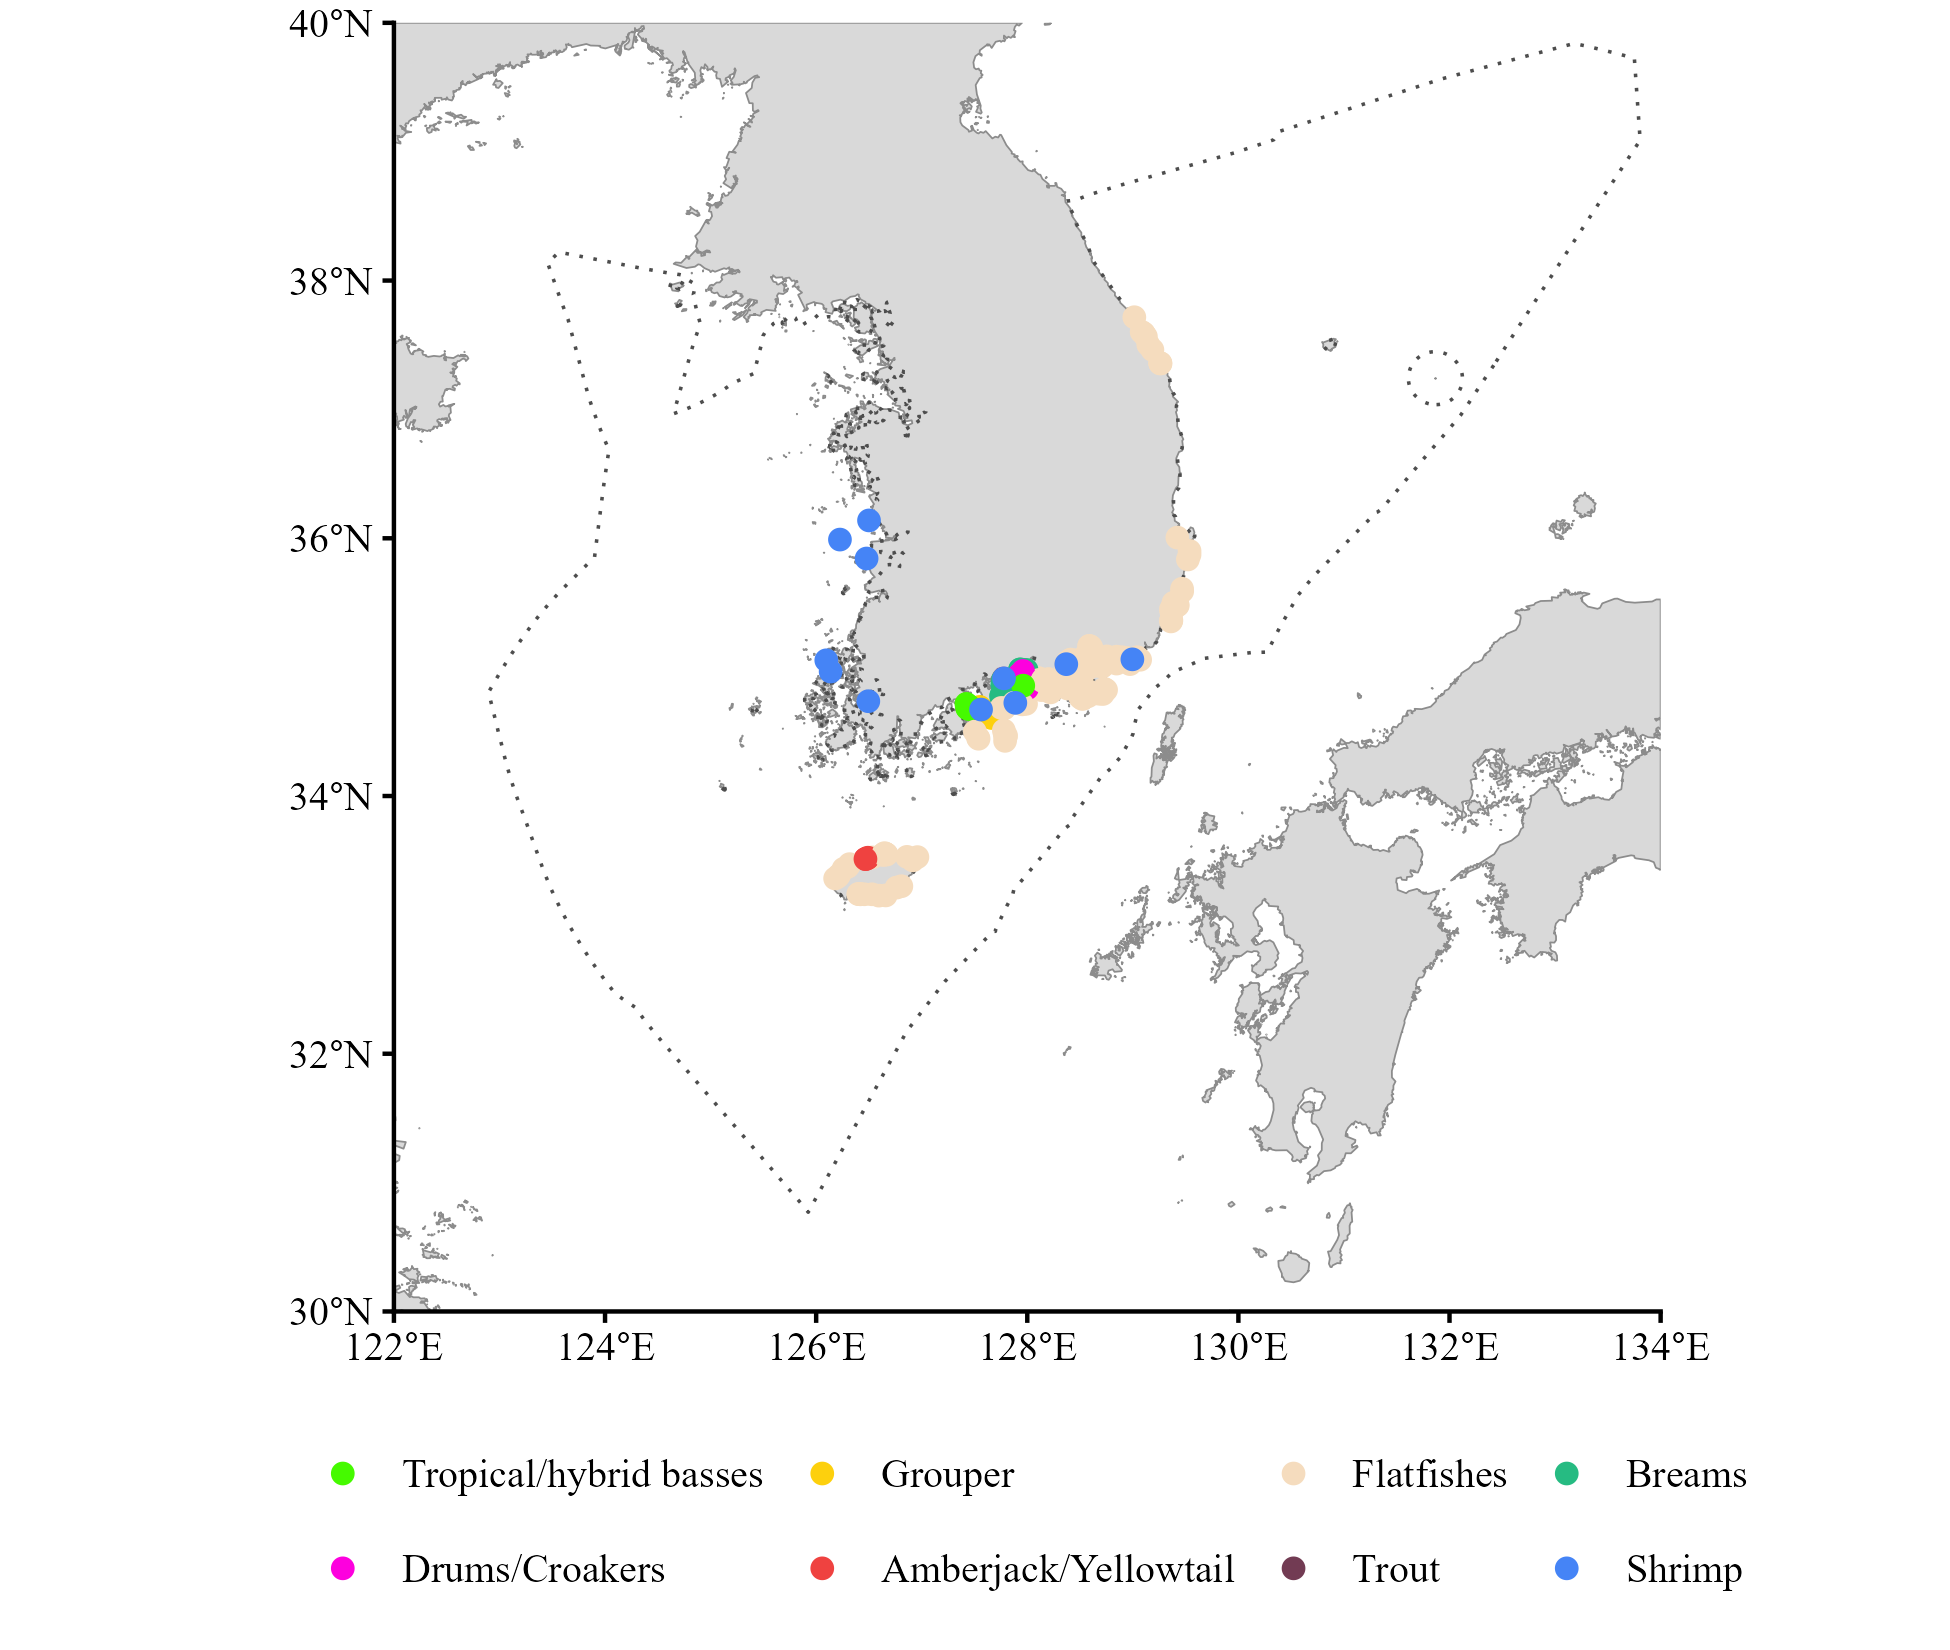 40°N
38°N
36°N
34°N
32°N
30°N
122°E 124°E 126°E 128°E 130°E 132°E 134°E
Tropical/hybrid basses Grouper Flatfishes Breams
Drums/Croakers Amberjack/Yellowtail Trout Shrimp